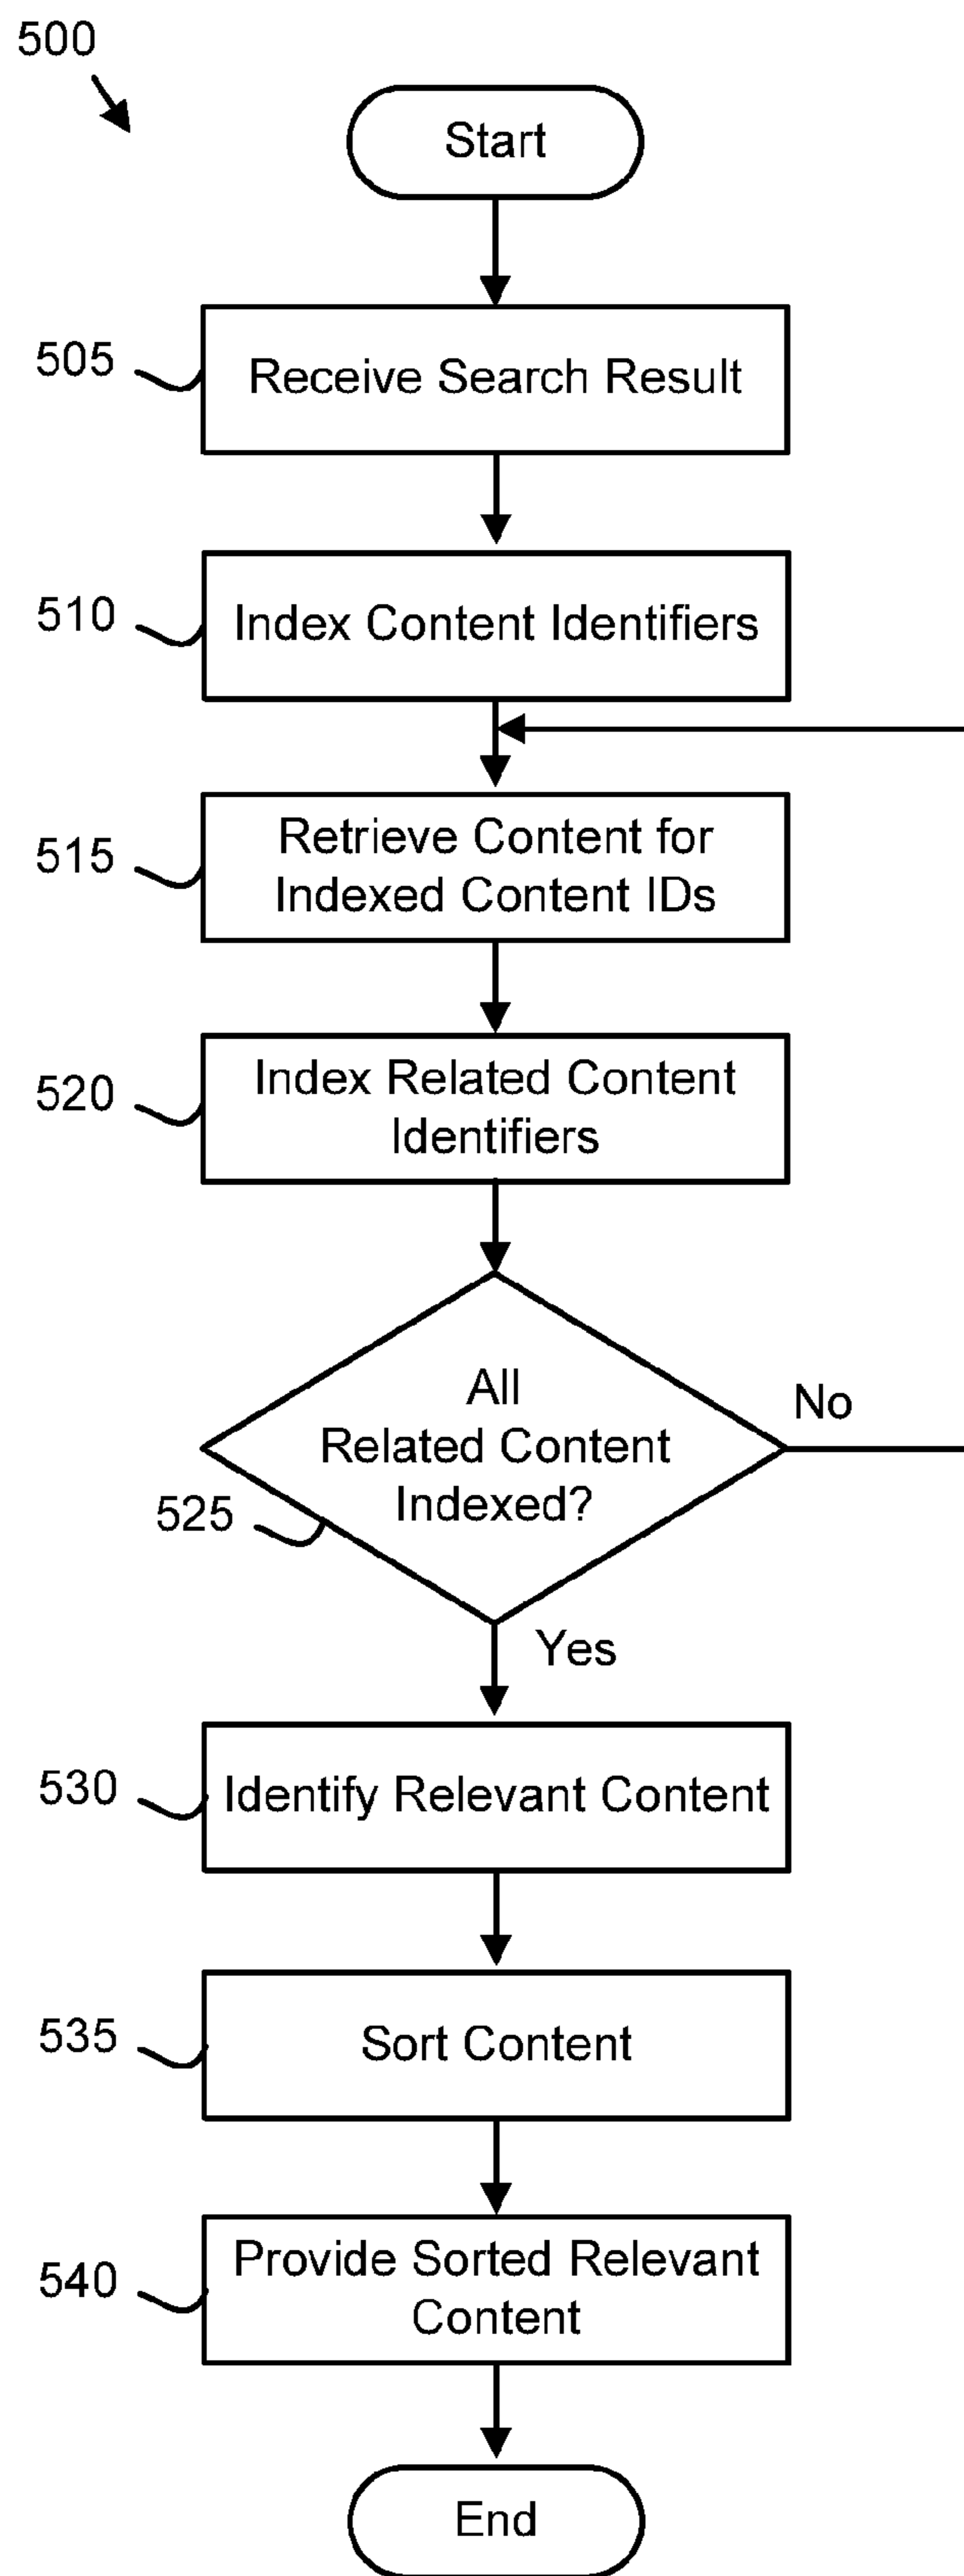 500
Start
505
Receive Search Result
510
Index Content Identifiers
515
Retrieve Content for
Indexed Content IDs
520
Index Related Content
Identifiers
All
Related Content
Indexed?
No
525
Yes
530
Identify Relevant Content
535
Sort Content
540
Provide Sorted Relevant
Content
End